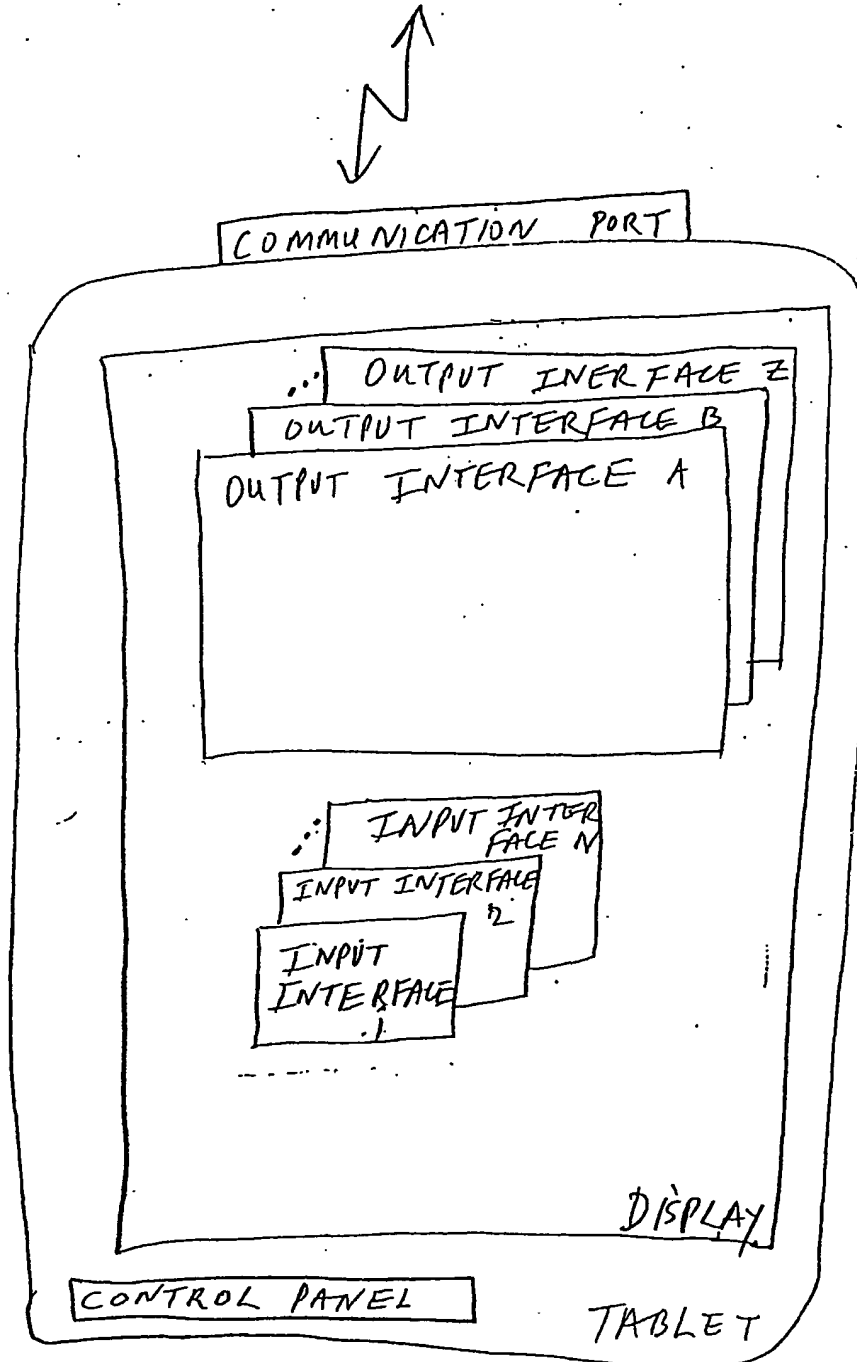 COMMUNICATION PORT
OUTPUT INERFACE Z
OUTPUT INTERFACE B
OUTPUT INTERFACE A
INPUT INTER
FACE N
INPUT INTERFACE
2
INPUT
INTERFACE
1
DISPLAY
CONTROL PANEL
TABLET